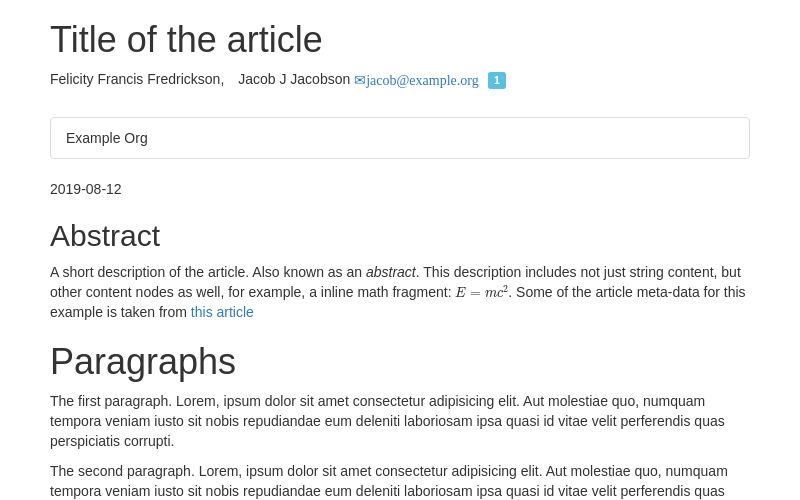 Title of the article
Felicity Francis Fredrickson, Jacob J Jacobson ✉jacob@example.org 1
Example Org
2019-08-12
Abstract
A short description of the article. Also known as an abstract. This description includes not just string content, but
other content nodes as well, for example, a inline math fragment: E = mc². Some of the article meta-data for this
example is taken from this article
Paragraphs
The first paragraph. Lorem, ipsum dolor sit amet consectetur adipisicing elit. Aut molestiae quo, numquam
tempora veniam iusto sit nobis repudiandae eum deleniti laboriosam ipsa quasi id vitae velit perferendis quas
perspiciatis corrupti.
The second paragraph. Lorem, ipsum dolor sit amet consectetur adipisicing elit. Aut molestiae quo, numquam
tempora veniam iusto sit nobis repudiandae eum deleniti laboriosam ipsa quasi id vitae velit perferendis quas